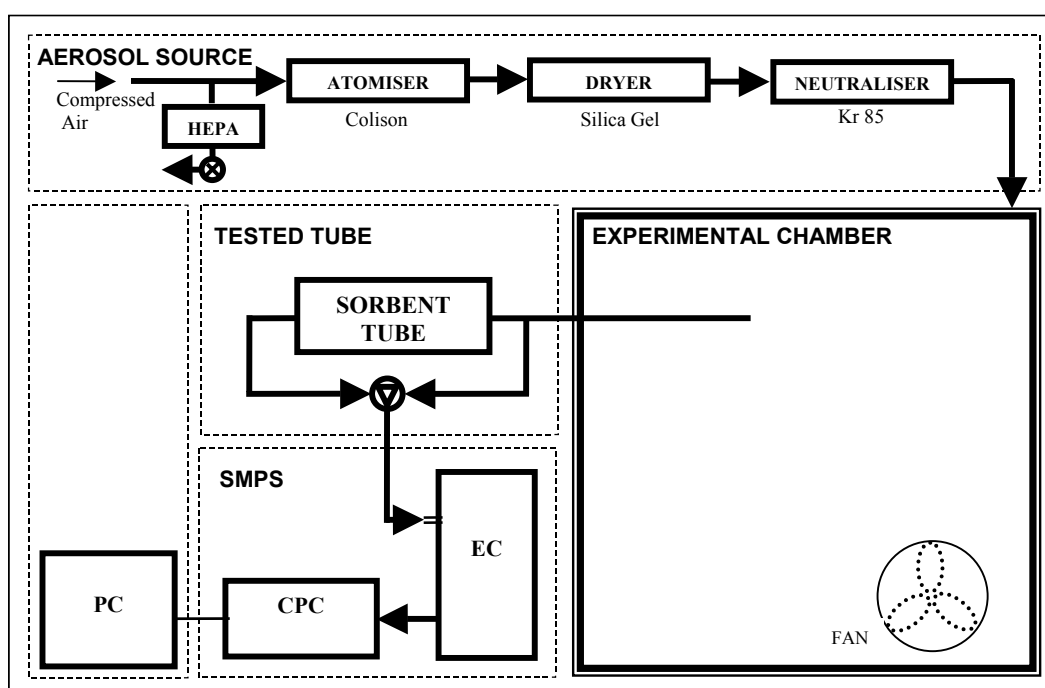 AEROSOL SOURCE
Compressed
Air
HEPA
ATOMISER
Colison
DRYER
Silica Gel
NEUTRALISER
Kr 85
TESTED TUBE
SORBENT
TUBE
EXPERIMENTAL CHAMBER
SMPS
EC
CPC
PC
FAN